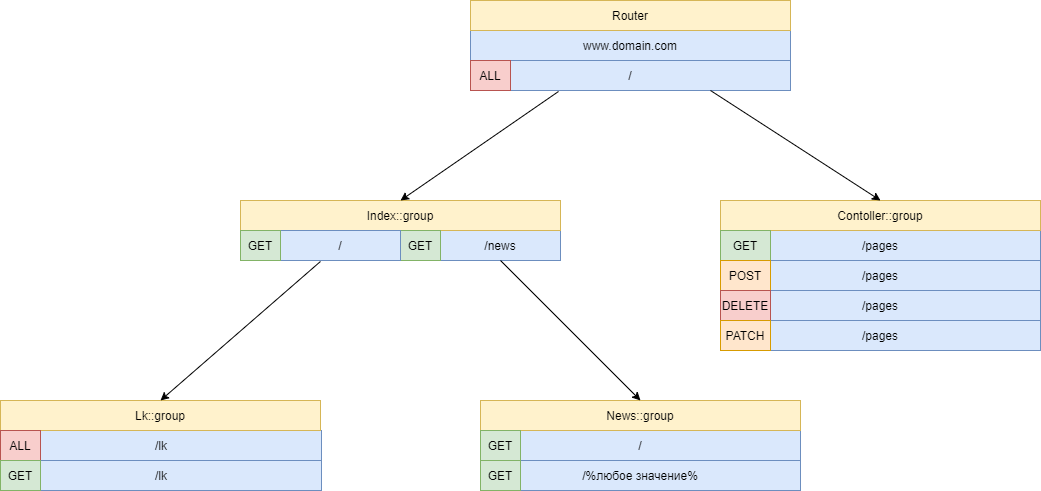 Router
www.domain.com
ALL /
Index::group
GET / GET /news
Contoller::group
GET /pages
POST /pages
DELETE /pages
PATCH /pages
Lk::group
ALL /lk
GET /lk
News::group
GET /
GET /%любое значение%